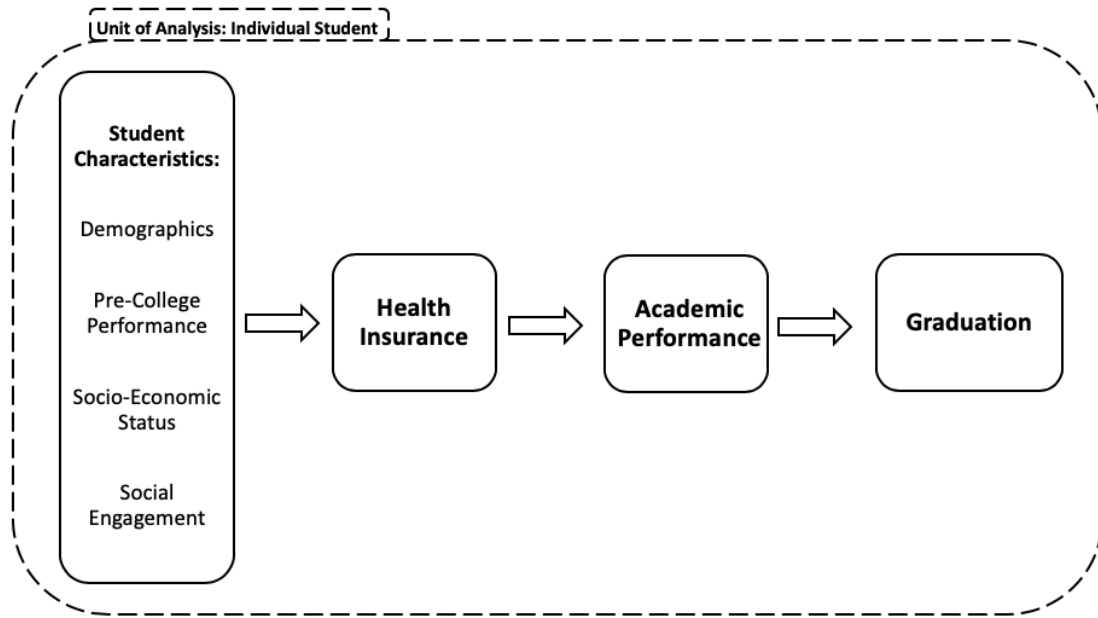 Unit of Analysis: Individual Student
Student
Characteristics:
Demographics
Pre-College
Performance
Socio-Economic
Status
Social
Engagement
Health
Insurance
Academic
Performance
Graduation